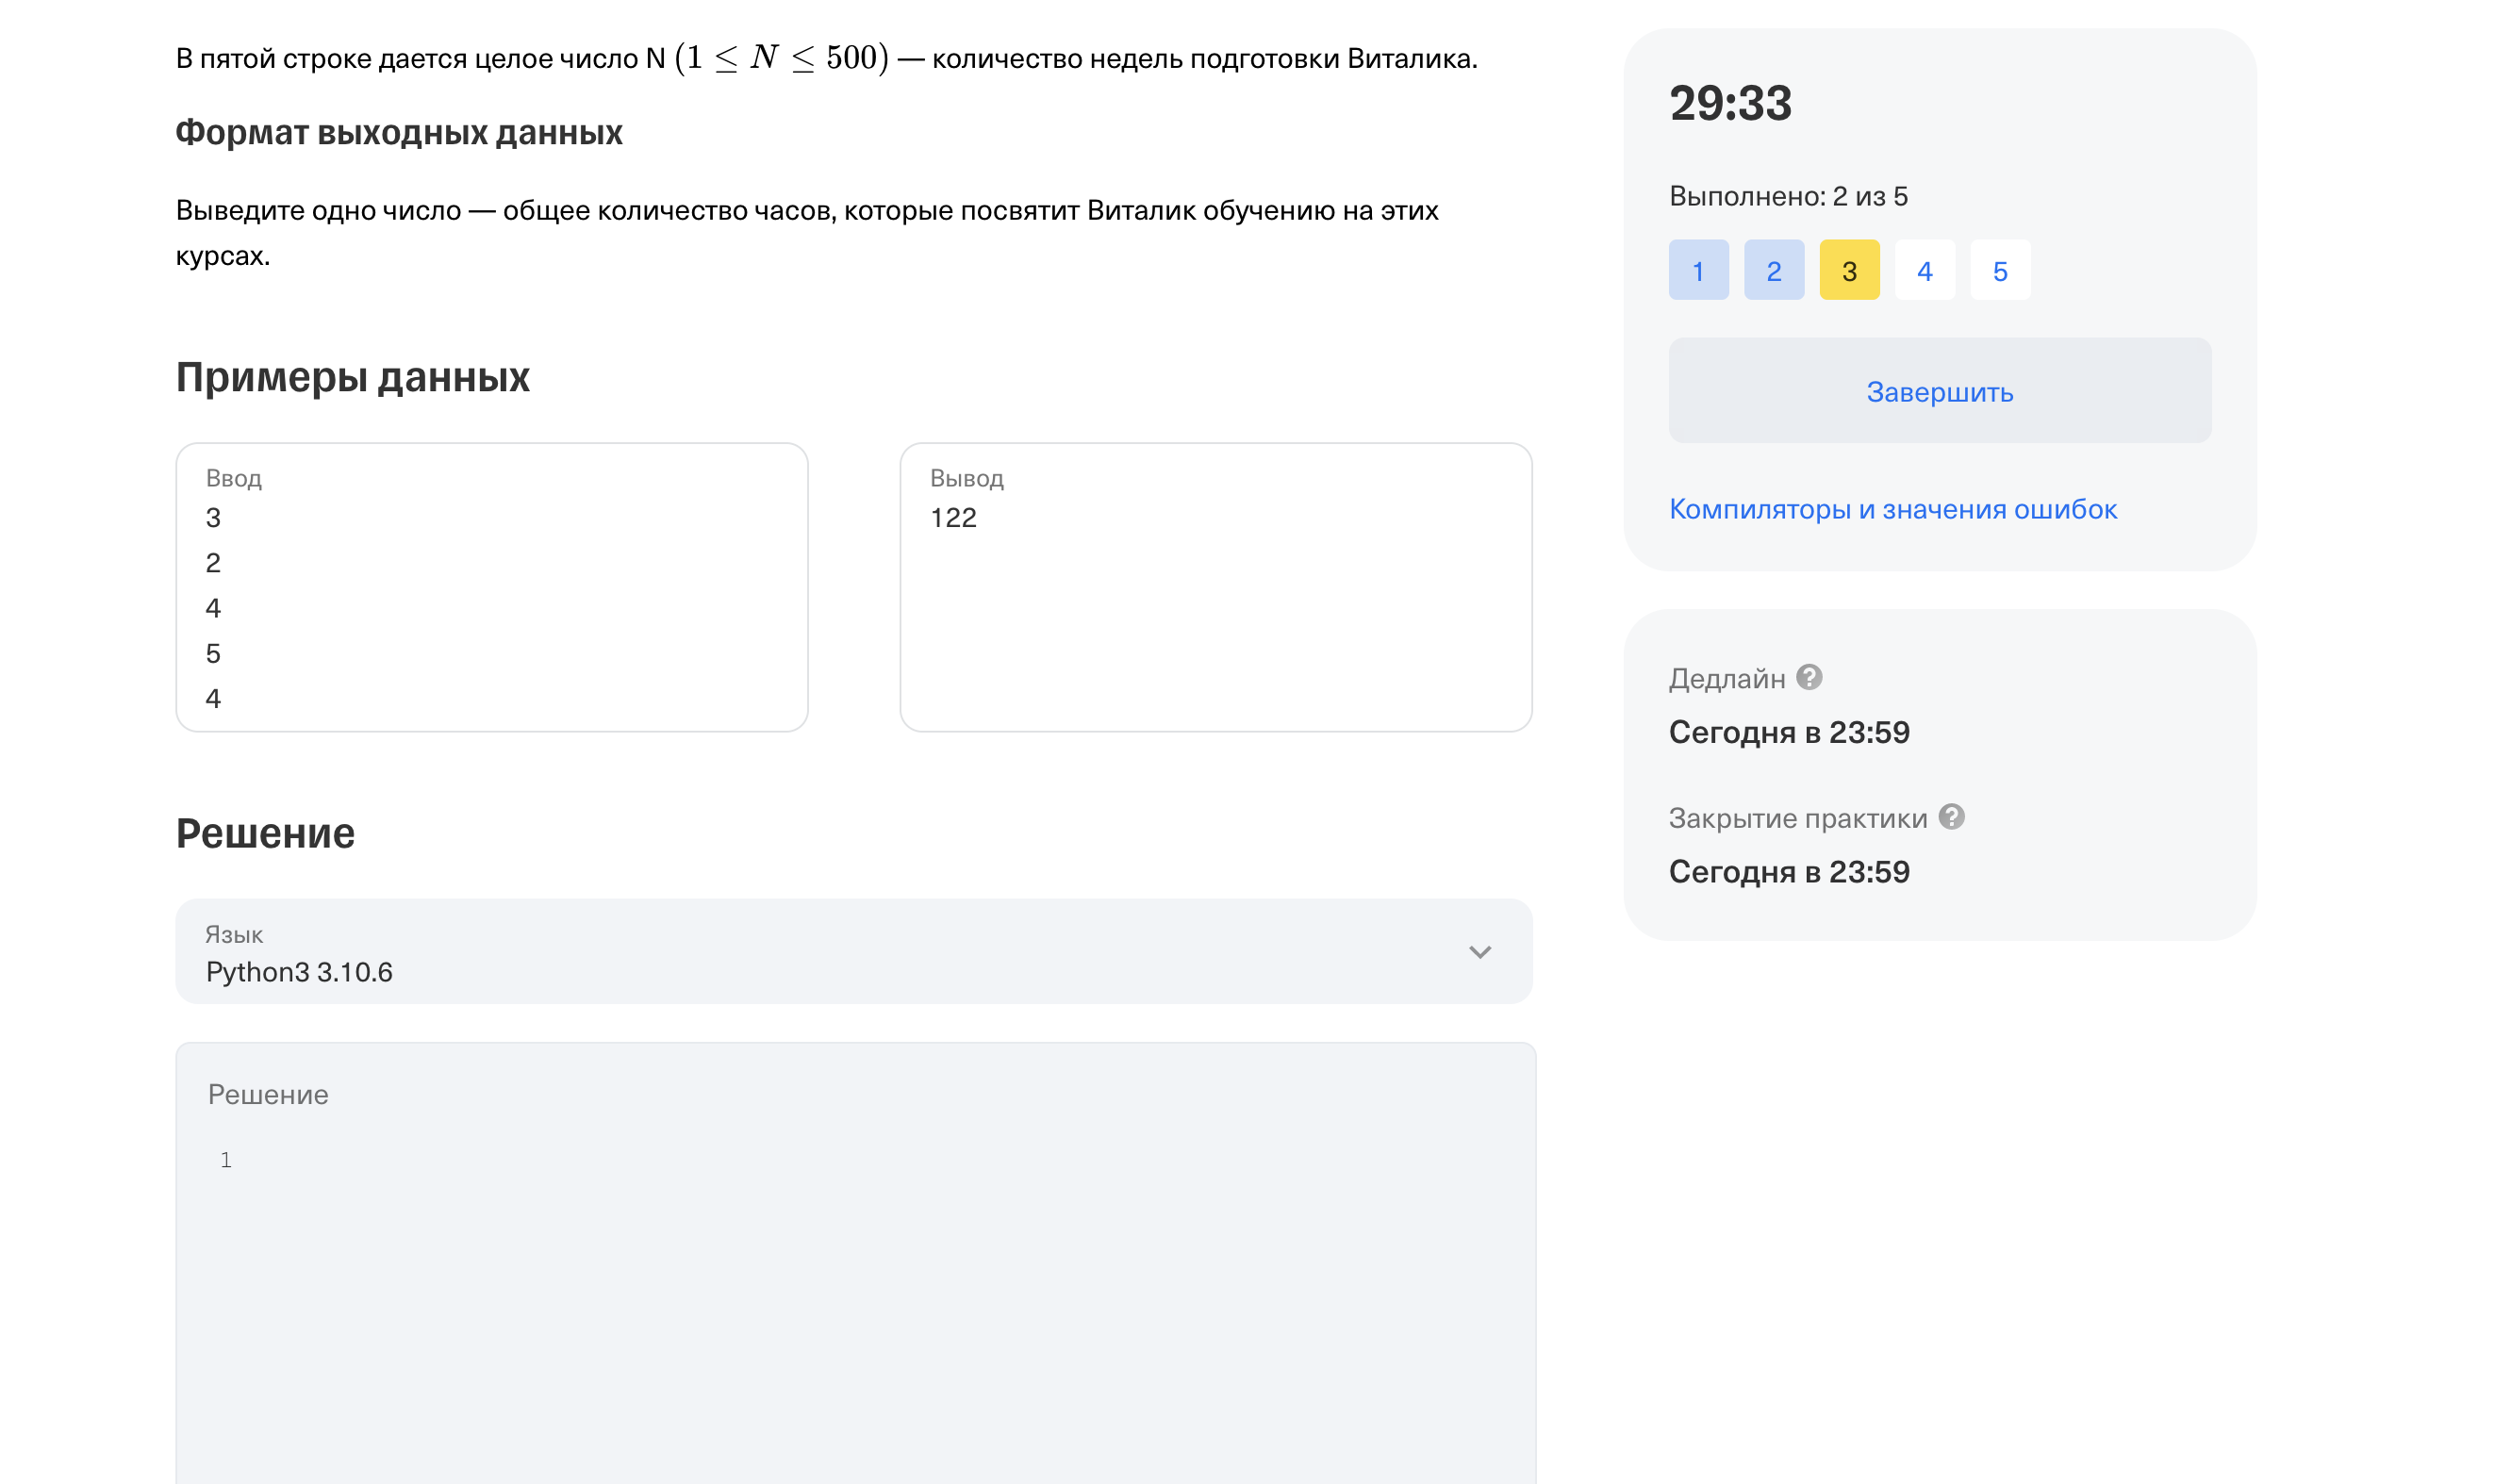 В пятой строке дается целое число N (1 ≤ N ≤ 500) — количество недель подготовки Виталика.
Формат выходных данных
Выведите одно число — общее количество часов, которые посвятит Виталик обучению на этих
курсах.
Примеры данных
Ввод
3
2
4
5
4
Вывод
122
Решение
Язык
Python3 3.10.6
Решение
1
29:33
Выполнено: 2 из 5
1 2 3 4 5
Завершить
Компиляторы и значения ошибок
Дедлайн ?
Сегодня в 23:59
Закрытие практики ?
Сегодня в 23:59